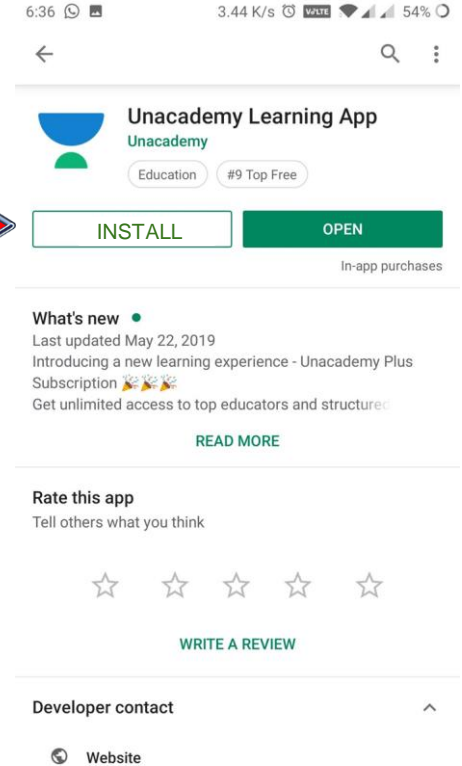 6:36 3.44 K/s VoLTE 54%
Unacademy Learning App
Unacademy
Education #9 Top Free
INSTALL OPEN
In-app purchases
What's new
Last updated May 22, 2019
Introducing a new learning experience - Unacademy Plus
Subscription 🎉🎉🎉
Get unlimited access to top educators and structured
READ MORE
Rate this app
Tell others what you think
WRITE A REVIEW
Developer contact
Website